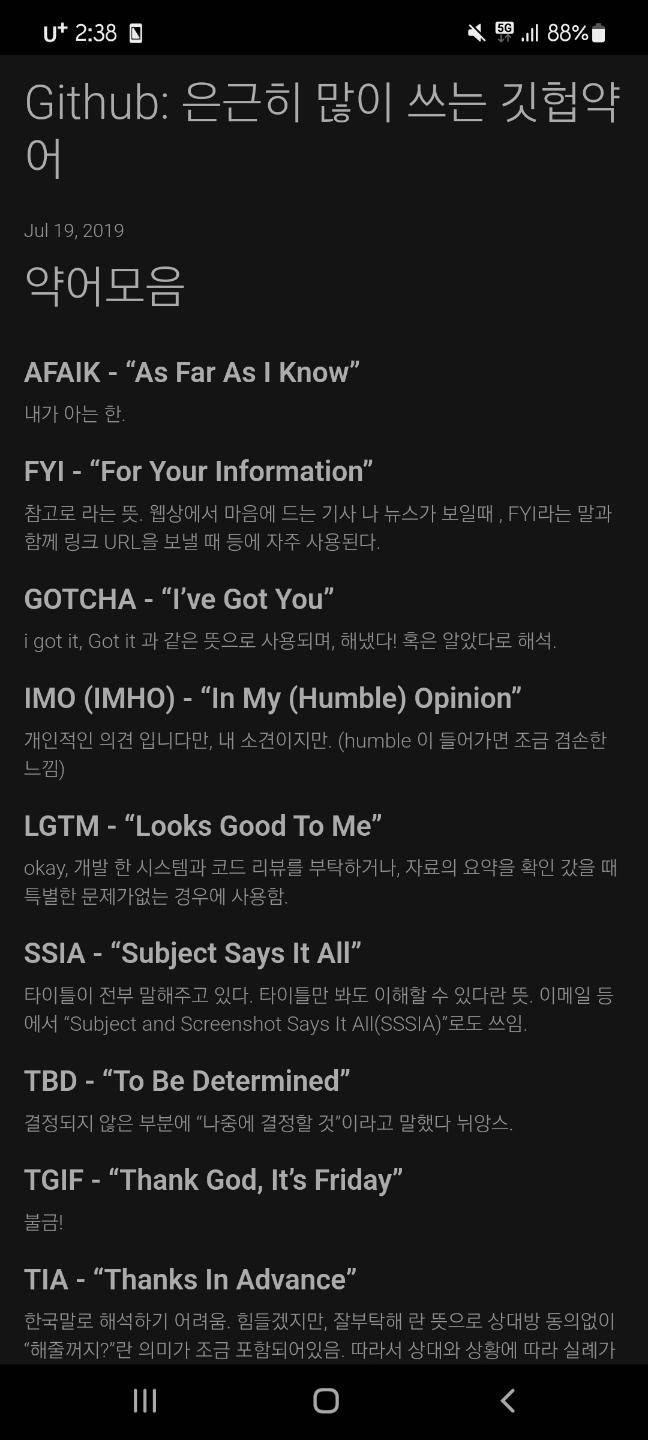 U+ 2:38 5G 88%
Github: 은근히 많이 쓰는 깃헙약
어
Jul 19, 2019
약어모음
AFAIK - “As Far As I Know”
내가 아는 한.
FYI - “For Your Information”
참고로 라는 뜻. 웹상에서 마음에 드는 기사 나 뉴스가 보일때 , FYI라는 말과
함께 링크 URL을 보낼 때 등에 자주 사용된다.
GOTCHA - “I’ve Got You”
i got it, Got it 과 같은 뜻으로 사용되며, 해냈다! 혹은 알았다로 해석.
IMO (IMHO) - “In My (Humble) Opinion”
개인적인 의견 입니다만, 내 소견이지만. (humble 이 들어가면 조금 겸손한
느낌)
LGTM - “Looks Good To Me”
okay, 개발 한 시스템과 코드 리뷰를 부탁하거나, 자료의 요약을 확인 갔을 때
특별한 문제가없는 경우에 사용함.
SSIA - “Subject Says It All”
타이틀이 전부 말해주고 있다. 타이틀만 봐도 이해할 수 있다란 뜻. 이메일 등
에서 “Subject and Screenshot Says It All(SSSIA)”로도 쓰임.
TBD - “To Be Determined”
결정되지 않은 부분에 “나중에 결정할 것”이라고 말했다 뉘앙스.
TGIF - “Thank God, It’s Friday”
불금!
TIA - “Thanks In Advance”
한국말로 해석하기 어려움. 힘들겠지만, 잘부탁해 란 뜻으로 상대방 동의없이
“해줄꺼지?”란 의미가 조금 포함되어있음. 따라서 상대와 상황에 따라 실례가